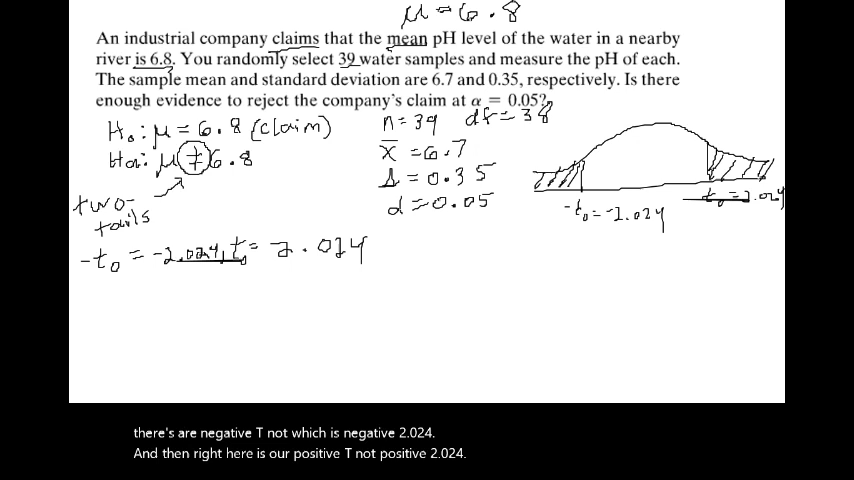 μ = 6.8
An industrial company claims that the mean pH level of the water in a nearby
river is 6.8. You randomly select 39 water samples and measure the pH of each.
The sample mean and standard deviation are 6.7 and 0.35, respectively. Is there
enough evidence to reject the company's claim at α = 0.05?
H₀: μ = 6.8 (claim)
Ha: μ ≠ 6.8
two-
tails
-t₀ = -2.024, t₀ = 2.024
n = 39 df = 38
x̄ = 6.7
s = 0.35
α = 0.05
-t₀ = -2.024
t₀ = 2.024
there's are negative T not which is negative 2.024.
And then right here is our positive T not positive 2.024.